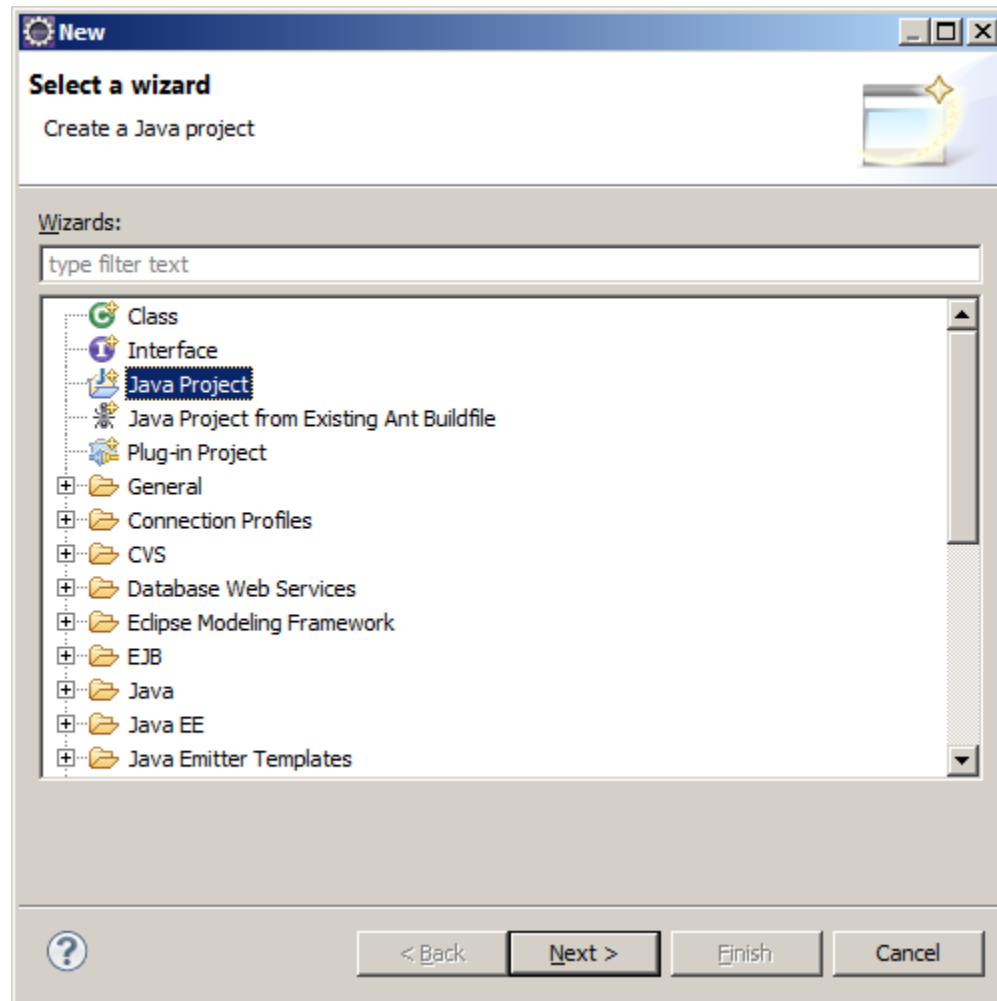 New
Select a wizard
Create a Java project
Wizards:
type filter text
Class
Interface
Java Project
Java Project from Existing Ant Buildfile
Plug-in Project
General
Connection Profiles
CVS
Database Web Services
Eclipse Modeling Framework
EJB
Java
Java EE
Java Emitter Templates
< Back Next > Finish Cancel